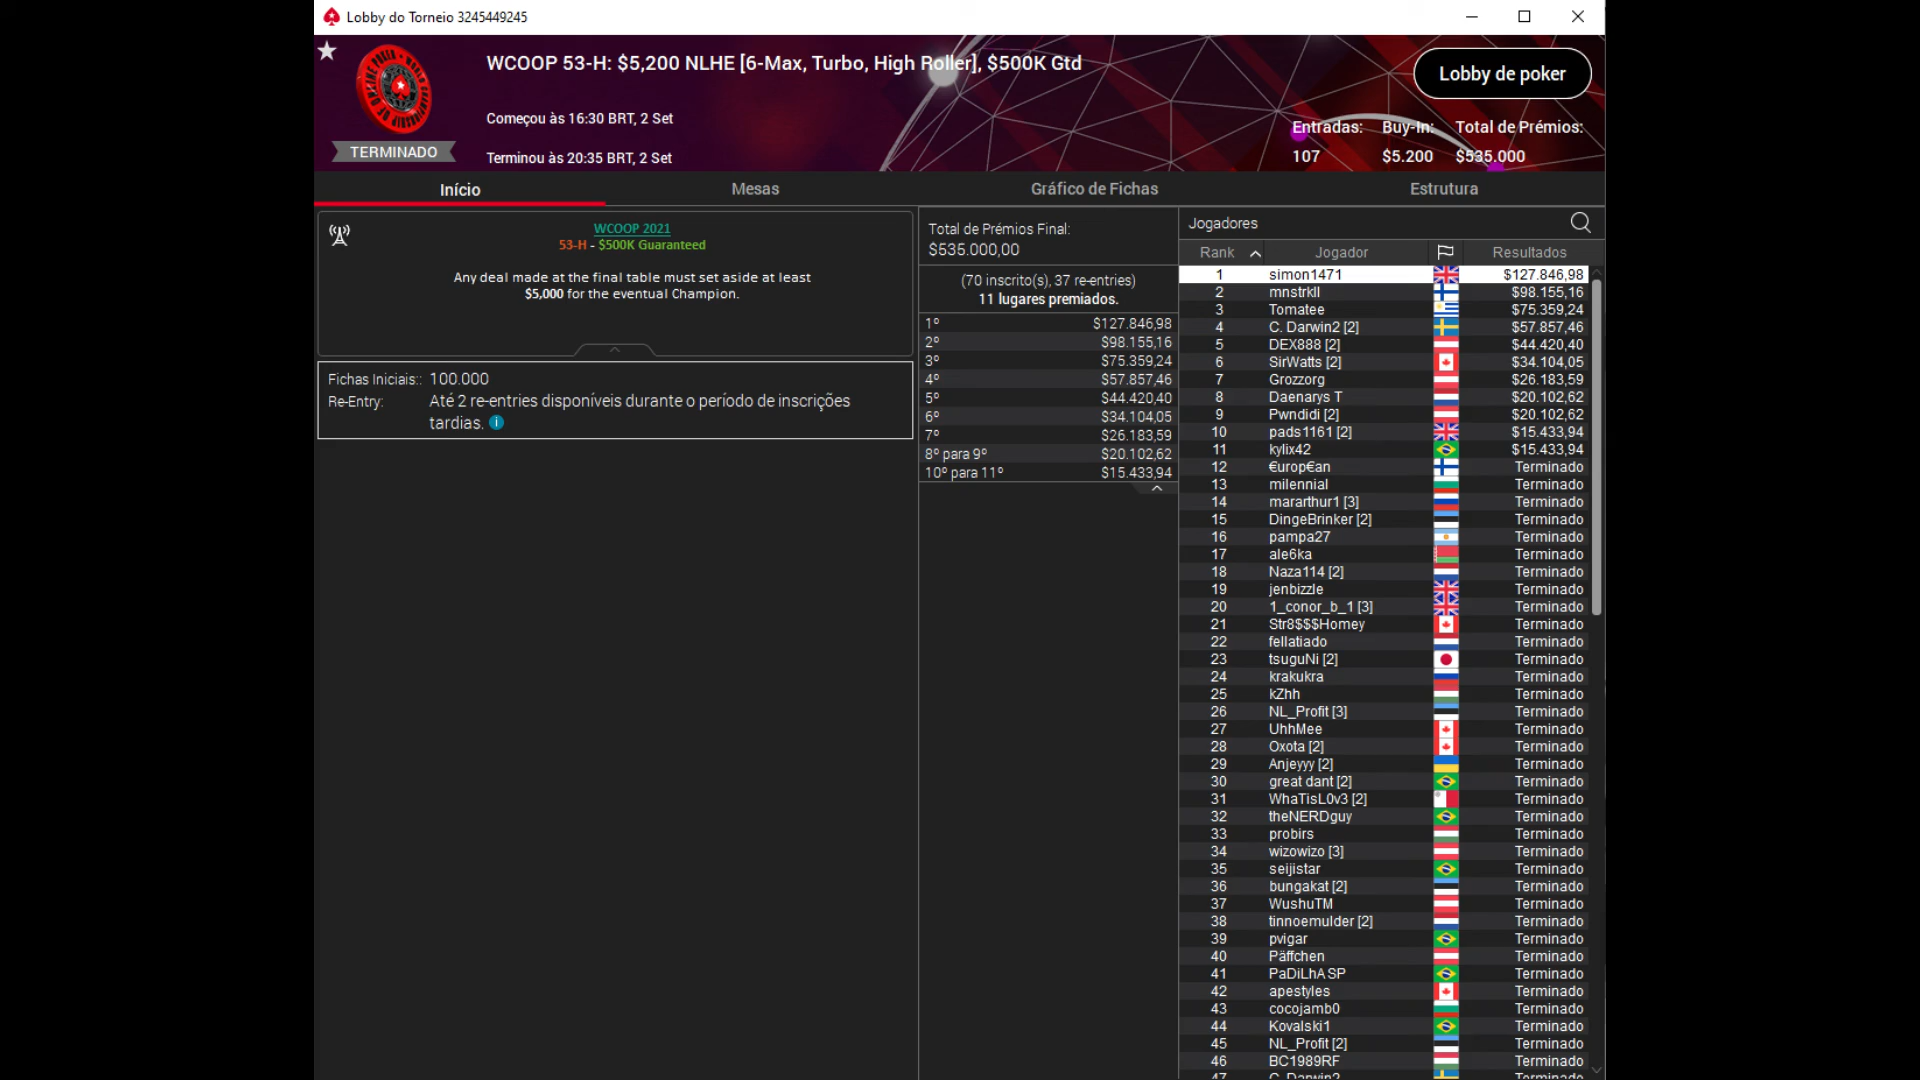 Lobby do Torneio 3245449245
WCOOP 53-H: $5,200 NLHE [6-Max, Turbo, High Roller], $500K Gtd
Lobby de poker
Começou às 16:30 BRT, 2 Set
Entradas: Buy-In: Total de Prémios:
TERMINADO
Terminou às 20:35 BRT, 2 Set
107 $5.200 $535.000
Início Mesas Gráfico de Fichas Estrutura
WCOOP 2021
53-H - $500K Guaranteed
Any deal made at the final table must set aside at least
$5,000 for the eventual Champion.
Fichas Iniciais:: 100.000
Re-Entry: Até 2 re-entries disponíveis durante o período de inscrições
tardias.
Total de Prémios Final:
$535.000,00
(70 inscrito(s), 37 re-entries)
11 lugares premiados.
1º $127.846,98
2º $98.155,16
3º $75.359,24
4º $57.857,46
5º $44.420,40
6º $34.104,05
7º $26.183,59
8º para 9º $20.102,62
10º para 11º $15.433,94
Jogadores
Rank Jogador Resultados
1 simon1471 $127.846,98
2 mnstrkll $98.155,16
3 Tomatee $75.359,24
4 C. Darwin2 [2] $57.857,46
5 DEX888 [2] $44.420,40
6 SirWatts [2] $34.104,05
7 Grozzorg $26.183,59
8 Daenarys T $20.102,62
9 Pwndidi [2] $20.102,62
10 pads1161 [2] $15.433,94
11 kylix42 $15.433,94
12 €urop€an Terminado
13 milennial Terminado
14 mararthur1 [3] Terminado
15 DingeBrinker [2] Terminado
16 pampa27 Terminado
17 ale6ka Terminado
18 Naza114 [2] Terminado
19 jenbizzle Terminado
20 1_conor_b_1 [3] Terminado
21 Str8$$$Homey Terminado
22 fellatiado Terminado
23 tsuguNi [2] Terminado
24 krakukra Terminado
25 kZhh Terminado
26 NL_Profit [3] Terminado
27 UhhMee Terminado
28 Oxota [2] Terminado
29 Anjeyyy [2] Terminado
30 great dant [2] Terminado
31 WhaTisL0v3 [2] Terminado
32 theNERDguy Terminado
33 probirs Terminado
34 wizowizo [3] Terminado
35 seijistar Terminado
36 bungakat [2] Terminado
37 WushuTM Terminado
38 tinnoemulder [2] Terminado
39 pvigar Terminado
40 Päffchen Terminado
41 PaDiLhA SP Terminado
42 apestyles Terminado
43 cocojamb0 Terminado
44 Kovalski1 Terminado
45 NL_Profit [2] Terminado
46 BC1989RF Terminado
47 C. Darwin2 Terminado